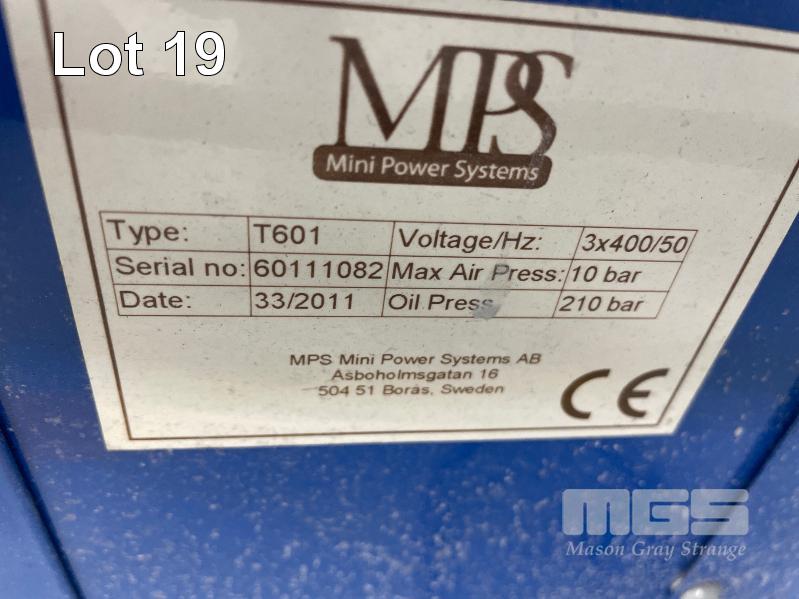 Lot 19
MPS
Mini Power Systems
Type: T601 Voltage/Hz: 3x400/50
Serial no: 60111082 Max Air Press: 10 bar
Date: 33/2011 Oil Press 210 bar
MPS Mini Power Systems AB
Asboholmsgatan 16
504 51 Borås, Sweden
CE
MGS
Mason Gray Strange